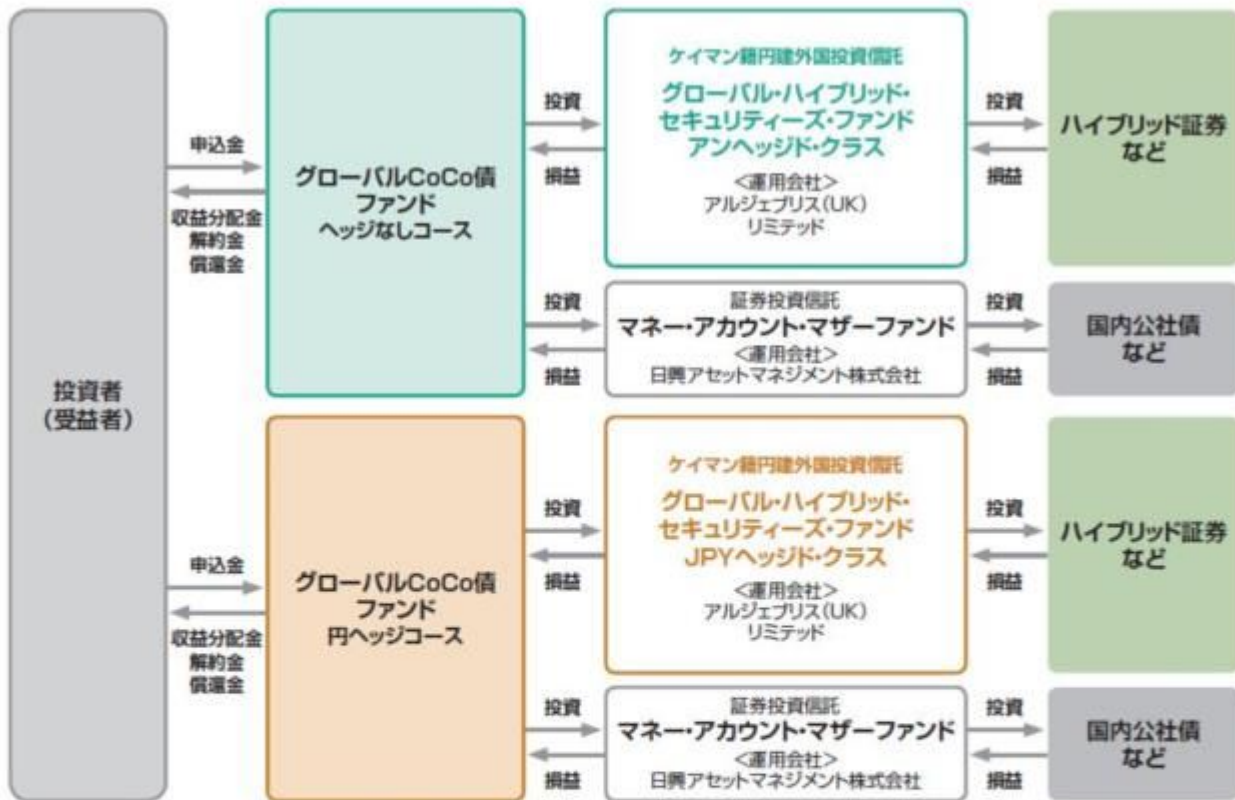 投資者
(受益者)
申込金
収益分配金
解約金
償還金
グローバルCoCo債
ファンド
ヘッジなしコース
投資
損益
ケイマン籍円建外国投資信託
グローバル・ハイブリッド・
セキュリティーズ・ファンド
アンヘッジド・クラス
<運用会社>
アルジェブリス(UK)
リミテッド
投資
損益
ハイブリッド証券
など
投資
損益
証券投資信託
マネー・アカウント・マザーファンド
<運用会社>
日興アセットマネジメント株式会社
投資
損益
国内公社債
など
申込金
収益分配金
解約金
償還金
グローバルCoCo債
ファンド
円ヘッジコース
投資
損益
ケイマン籍円建外国投資信託
グローバル・ハイブリッド・
セキュリティーズ・ファンド
JPYヘッジド・クラス
<運用会社>
アルジェブリス(UK)
リミテッド
投資
損益
ハイブリッド証券
など
投資
損益
証券投資信託
マネー・アカウント・マザーファンド
<運用会社>
日興アセットマネジメント株式会社
投資
損益
国内公社債
など